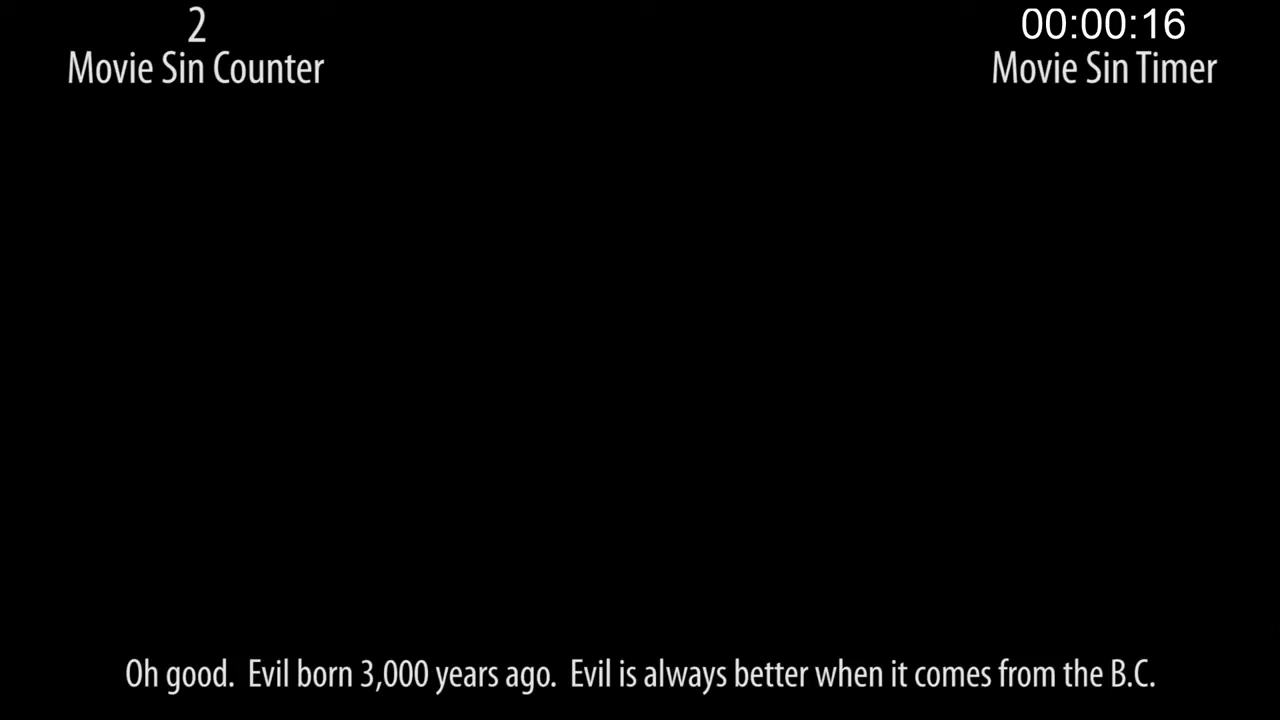 2
Movie Sin Counter
00:00:16
Movie Sin Timer
Oh good.  Evil born 3,000 years ago.  Evil is always better when it comes from the B.C.